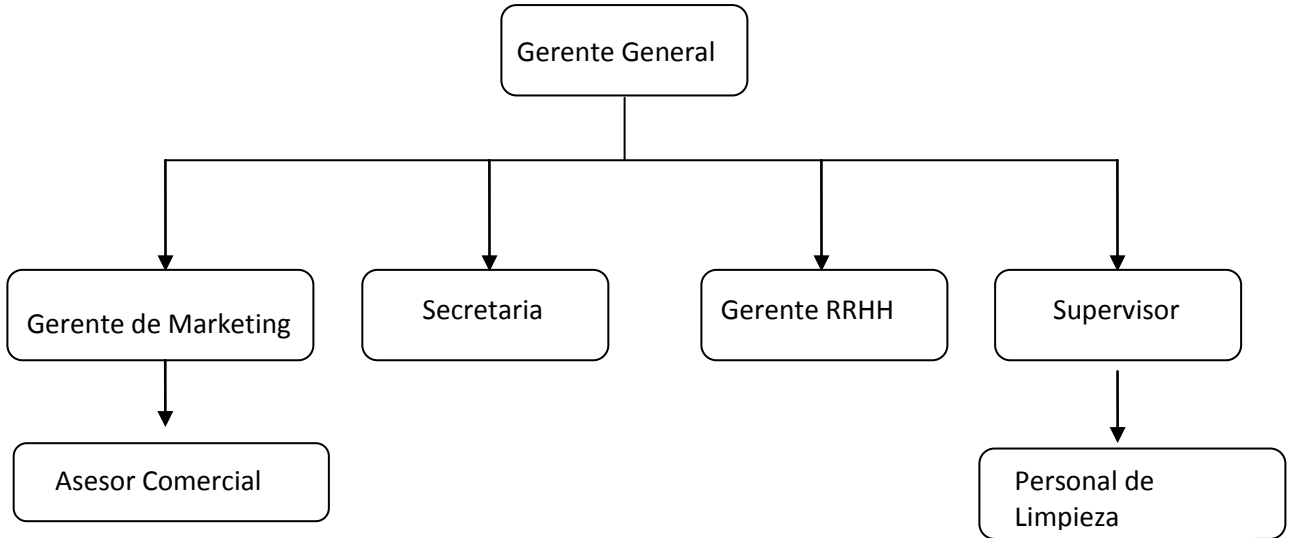 Gerente General
Gerente de Marketing
Secretaria
Gerente RRHH
Supervisor
Asesor Comercial
Personal de
Limpieza